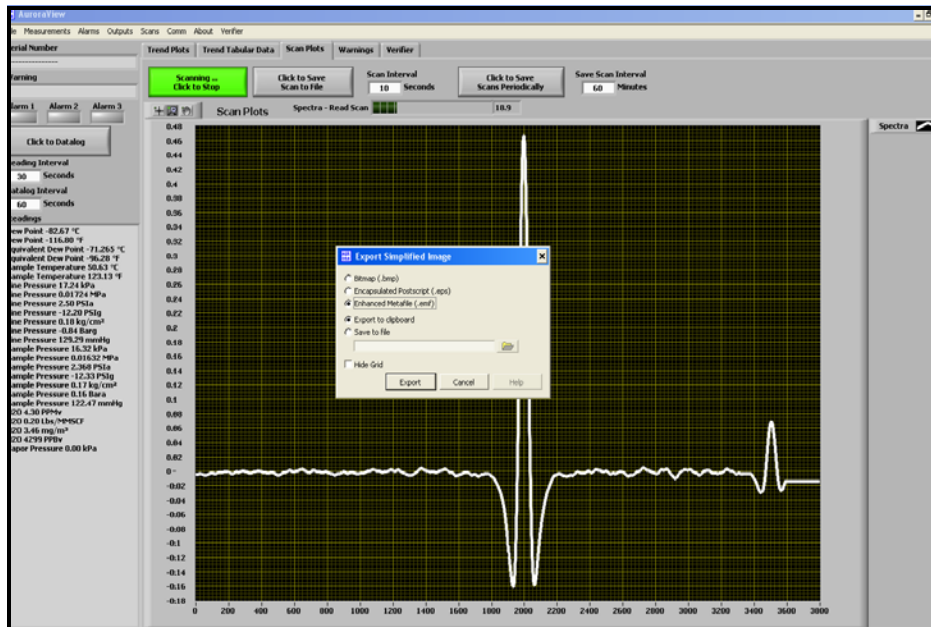 AuroraView
Measurements Alarms Outputs Scans Comm About Verifier
erial Number
----------------
arning
larm 1 Alarm 2 Alarm 3
Click to Datalog
eading Interval
30 Seconds
atalog Interval
60 Seconds
eadings
ew Point -82.67 °C
ew Point -116.80 °F
quivalent Dew Point -71.265 °C
quivalent Dew Point -96.28 °F
ample Temperature 50.63 °C
ample Temperature 123.13 °F
ine Pressure 17.24 kPa
ine Pressure 0.01724 MPa
ine Pressure 2.50 PSIa
ine Pressure -12.20 PSIg
ine Pressure 0.18 kg/cm²
ine Pressure -0.84 Barg
ine Pressure 129.29 mmHg
ample Pressure 16.32 kPa
ample Pressure 0.01632 MPa
ample Pressure 2.368 PSIa
ample Pressure -12.33 PSIg
ample Pressure 0.17 kg/cm²
ample Pressure 0.16 Bara
ample Pressure 122.47 mmHg
2O 4.30 PPMv
2O 0.20 Lbs/MMSCF
2O 3.46 mg/m³
2O 4299 PPBv
apor Pressure 0.00 kPa
Trend Plots Trend Tabular Data Scan Plots Warnings Verifier
Scanning ...
Click to Stop
Click to Save
Scan to File
Scan Interval
10 Seconds
Click to Save
Scans Periodically
Save Scan Interval
60 Minutes
Scan Plots
Spectra - Read Scan 18.9
Spectra
0.48
0.46
0.44
0.42
0.4
0.38
0.36
0.34
0.32
0.3
0.28
0.26
0.24
0.22
0.2
0.18
0.16
0.14
0.12
0.1
0.08
0.06
0.04
0.02
0
-0.02
-0.04
-0.06
-0.08
-0.1
-0.12
-0.14
-0.16
-0.18
0 200 400 600 800 1000 1200 1400 1600 1800 2000 2200 2400 2600 2800 3000 3200 3400 3600 3800
Export Simplified Image
Bitmap (.bmp)
Encapsulated Postscript (.eps)
Enhanced Metafile (.emf)
Export to clipboard
Save to file
Hide Grid
Export Cancel Help